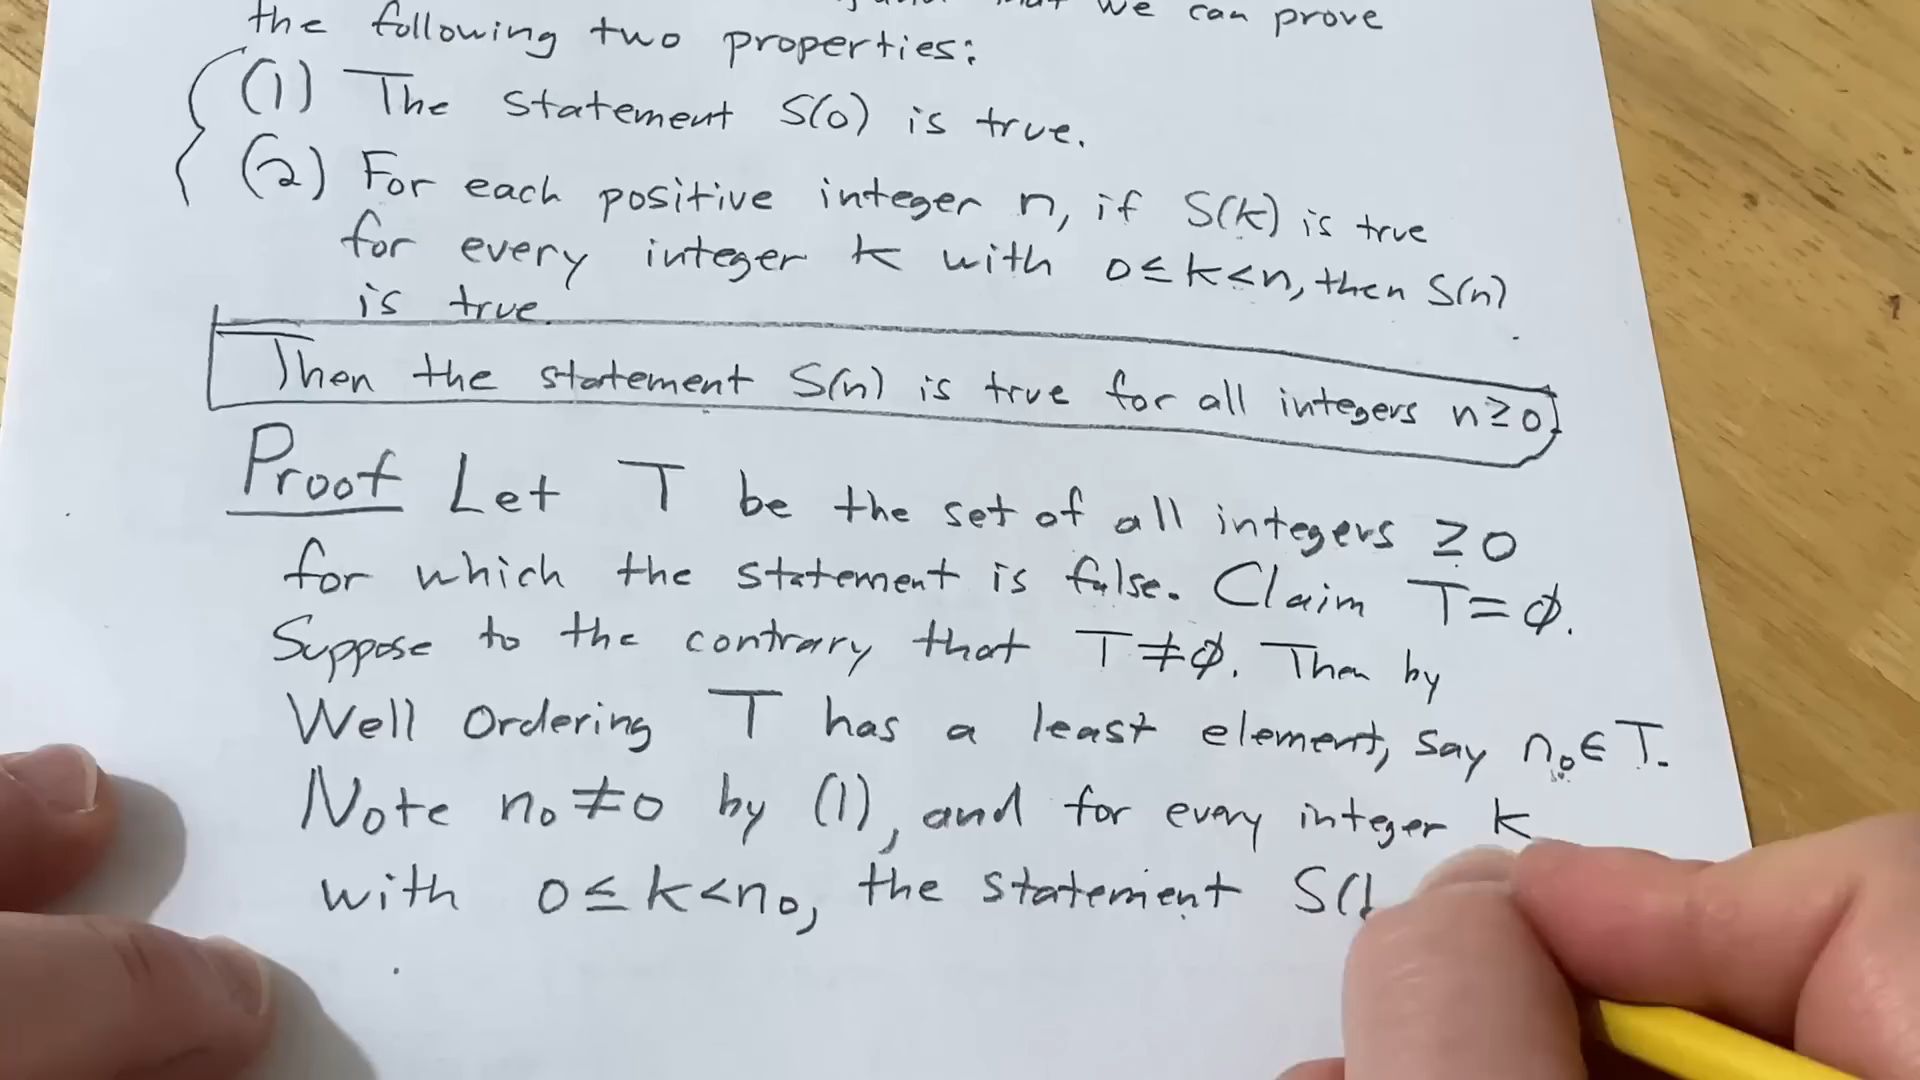 we can prove
the following two properties:
(1) The statement S(0) is true.
(2) For each positive integer n, if S(k) is true
for every integer k with 0≤k<n, then S(n)
is true.
Then the statement S(n) is true for all integers n≥0.
Proof Let T be the set of all integers ≥0
for which the statement is false. Claim T=∅.
Suppose to the contrary that T≠∅. Then by
Well Ordering T has a least element, say n₀∈T.
Note n₀≠0 by (1), and for every integer k
with 0≤k<n₀, the statement S(